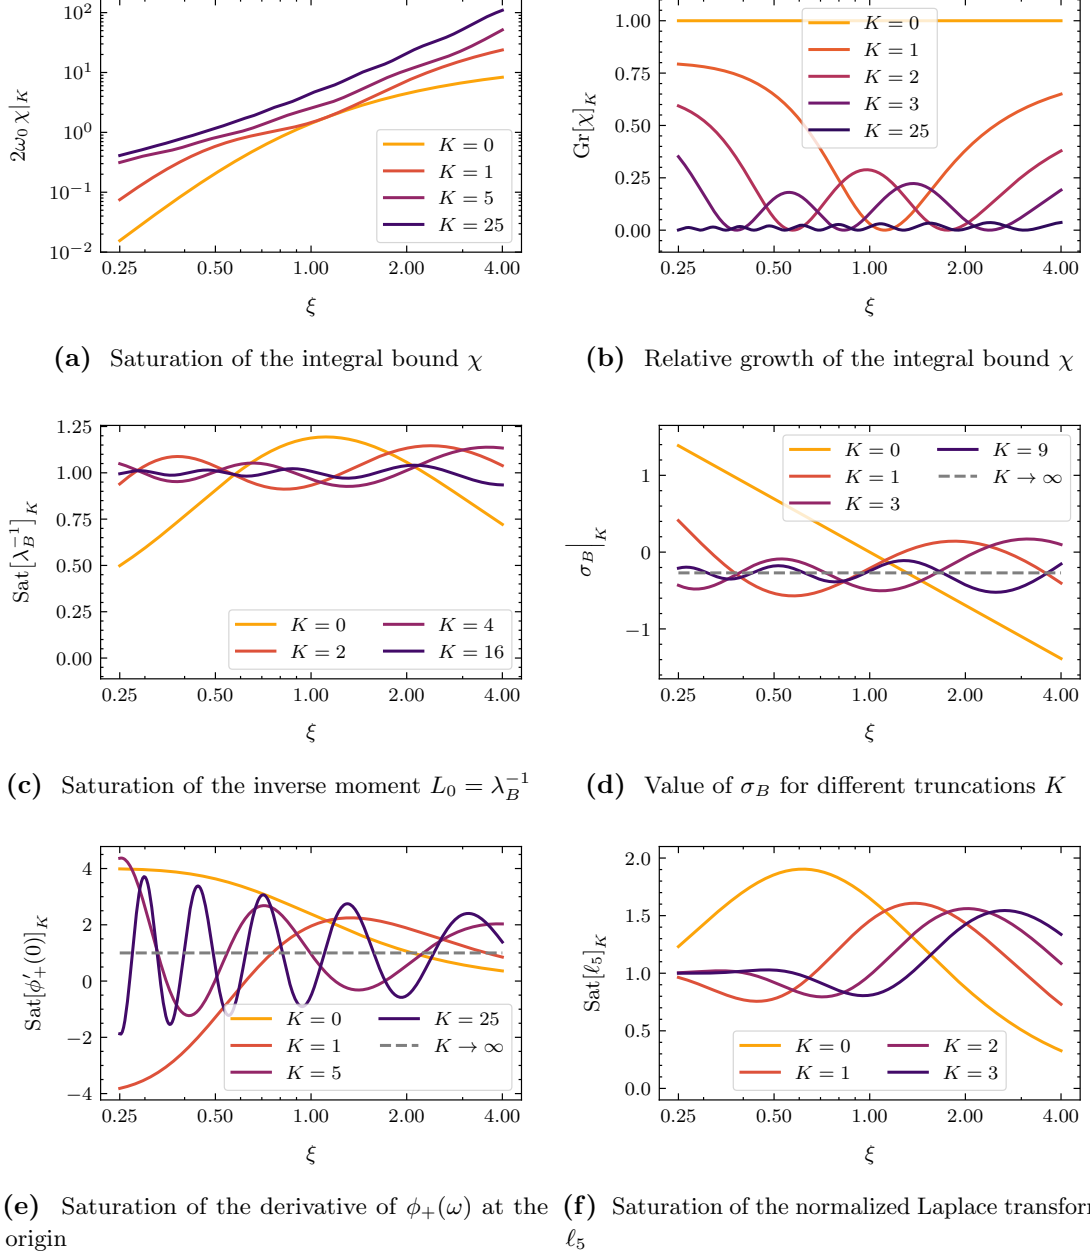 10²
10¹
10⁰
10⁻¹
10⁻²
2ω₀ χ|_K
K = 0
K = 1
K = 5
K = 25
0.25 0.50 1.00 2.00 4.00
ξ
(a) Saturation of the integral bound χ
1.00
0.75
0.50
0.25
0.00
Gr[χ]_K
K = 0
K = 1
K = 2
K = 3
K = 25
0.25 0.50 1.00 2.00 4.00
ξ
(b) Relative growth of the integral bound χ
1.25
1.00
0.75
0.50
0.25
0.00
Sat[λ_B⁻¹]_K
K = 0 K = 4
K = 2 K = 16
0.25 0.50 1.00 2.00 4.00
ξ
(c) Saturation of the inverse moment L₀ = λ_B⁻¹
1
0
−1
σ_B|_K
K = 0 K = 9
K = 1 K → ∞
K = 3
0.25 0.50 1.00 2.00 4.00
ξ
(d) Value of σ_B for different truncations K
4
2
0
−2
−4
Sat[ϕ′₊(0)]_K
K = 0 K = 25
K = 1 K → ∞
K = 5
0.25 0.50 1.00 2.00 4.00
ξ
(e) Saturation of the derivative of ϕ₊(ω) at the
origin
2.0
1.5
1.0
0.5
0.0
Sat[ℓ₅]_K
K = 0 K = 2
K = 1 K = 3
0.25 0.50 1.00 2.00 4.00
ξ
(f) Saturation of the normalized Laplace transform
ℓ₅